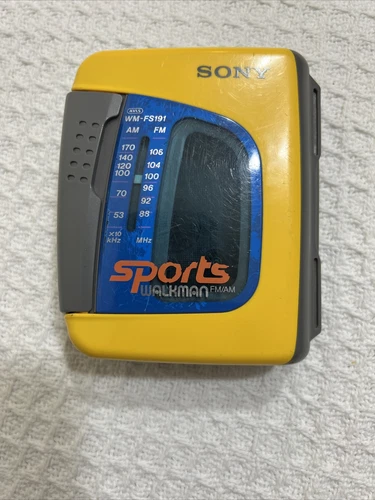 SONY
AVLS
WM-FS191
AM FM
170 108
140 104
120
100 100
96
70 92
53 88
×10
kHz MHz
Sports
WALKMAN FM/AM